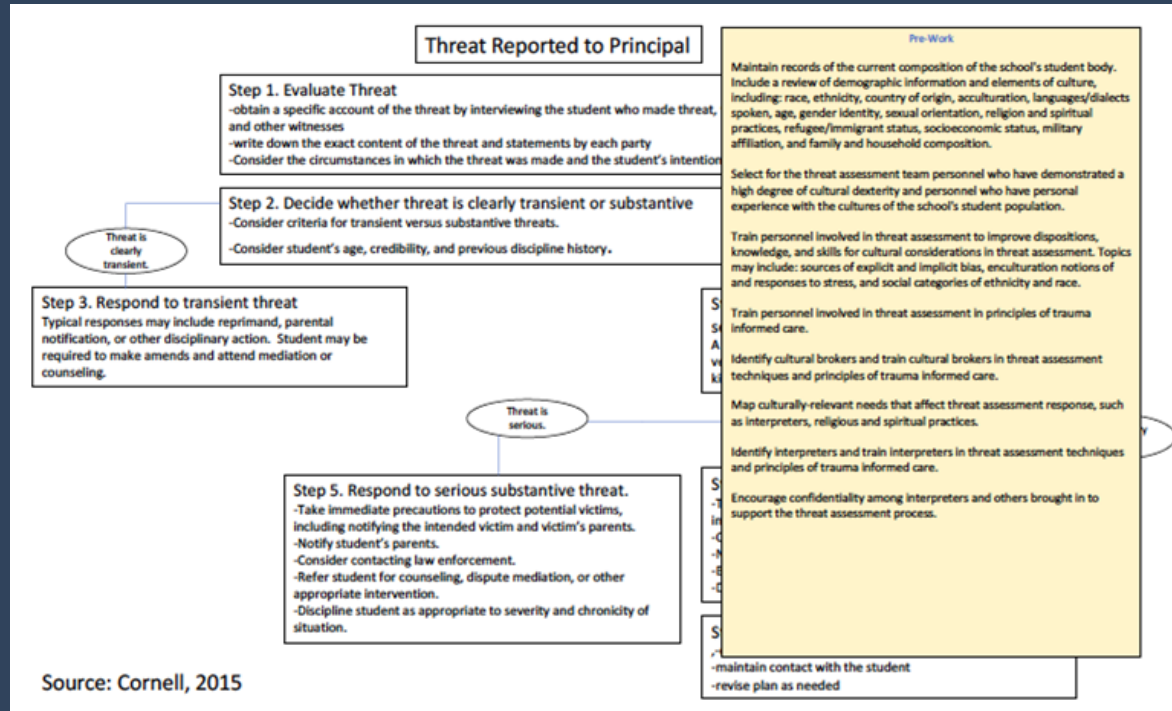 Threat Reported to Principal
Step 1. Evaluate Threat
-obtain a specific account of the threat by interviewing the student who made threat,
and other witnesses
-write down the exact content of the threat and statements by each party
-Consider the circumstances in which the threat was made and the student's intention
Step 2. Decide whether threat is clearly transient or substantive
-Consider criteria for transient versus substantive threats.
-Consider student's age, credibility, and previous discipline history.
Threat is
clearly
transient.
Step 3. Respond to transient threat
Typical responses may include reprimand, parental
notification, or other disciplinary action. Student may be
required to make amends and attend mediation or
counseling.
Threat is
serious.
Step 5. Respond to serious substantive threat.
-Take immediate precautions to protect potential victims,
including notifying the intended victim and victim's parents.
-Notify student's parents.
-Consider contacting law enforcement.
-Refer student for counseling, dispute mediation, or other
appropriate intervention.
-Discipline student as appropriate to severity and chronicity of
situation.
-maintain contact with the student
-revise plan as needed
Pre-Work
Maintain records of the current composition of the school's student body.
Include a review of demographic information and elements of culture,
including: race, ethnicity, country of origin, acculturation, languages/dialects
spoken, age, gender identity, sexual orientation, religion and spiritual
practices, refugee/immigrant status, socioeconomic status, military
affiliation, and family and household composition.
Select for the threat assessment team personnel who have demonstrated a
high degree of cultural dexterity and personnel who have personal
experience with the cultures of the school's student population.
Train personnel involved in threat assessment to improve dispositions,
knowledge, and skills for cultural considerations in threat assessment. Topics
may include: sources of explicit and implicit bias, enculturation notions of
and responses to stress, and social categories of ethnicity and race.
Train personnel involved in threat assessment in principles of trauma
informed care.
Identify cultural brokers and train cultural brokers in threat assessment
techniques and principles of trauma informed care.
Map culturally-relevant needs that affect threat assessment response, such
as interpreters, religious and spiritual practices.
Identify interpreters and train interpreters in threat assessment techniques
and principles of trauma informed care.
Encourage confidentiality among interpreters and others brought in to
support the threat assessment process.
Source: Cornell, 2015